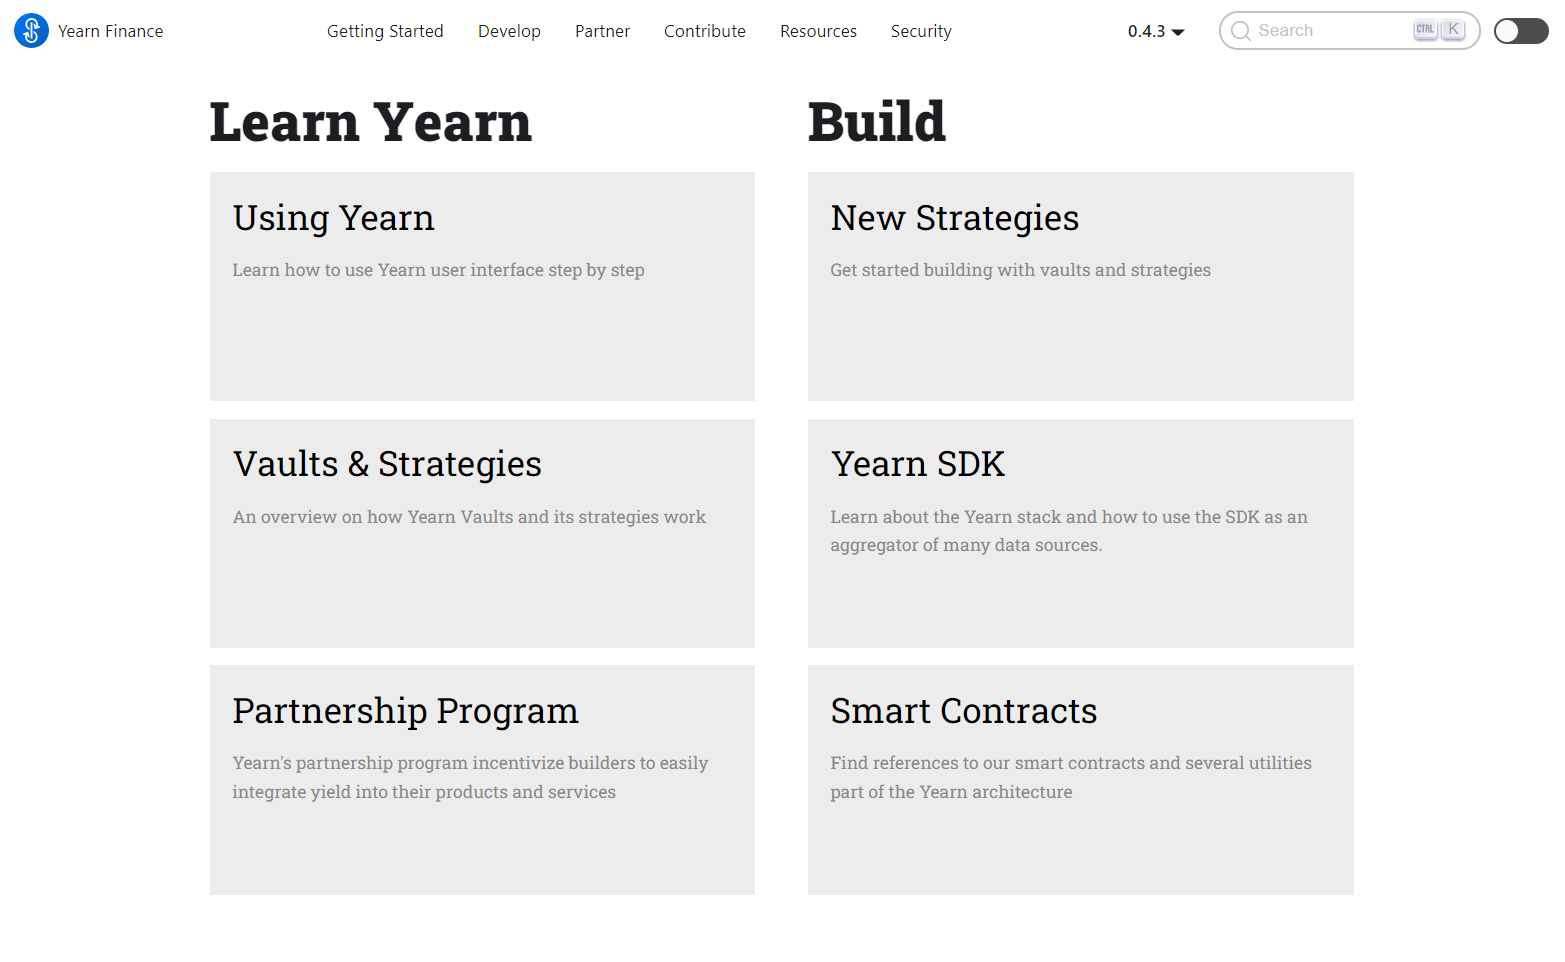 Yearn Finance
Getting Started
Develop
Partner
Contribute
Resources
Security
0.4.3
Search
CTRL K
Learn Yearn
Using Yearn
Learn how to use Yearn user interface step by step
Vaults & Strategies
An overview on how Yearn Vaults and its strategies work
Partnership Program
Yearn's partnership program incentivize builders to easily
integrate yield into their products and services
Build
New Strategies
Get started building with vaults and strategies
Yearn SDK
Learn about the Yearn stack and how to use the SDK as an
aggregator of many data sources.
Smart Contracts
Find references to our smart contracts and several utilities
part of the Yearn architecture